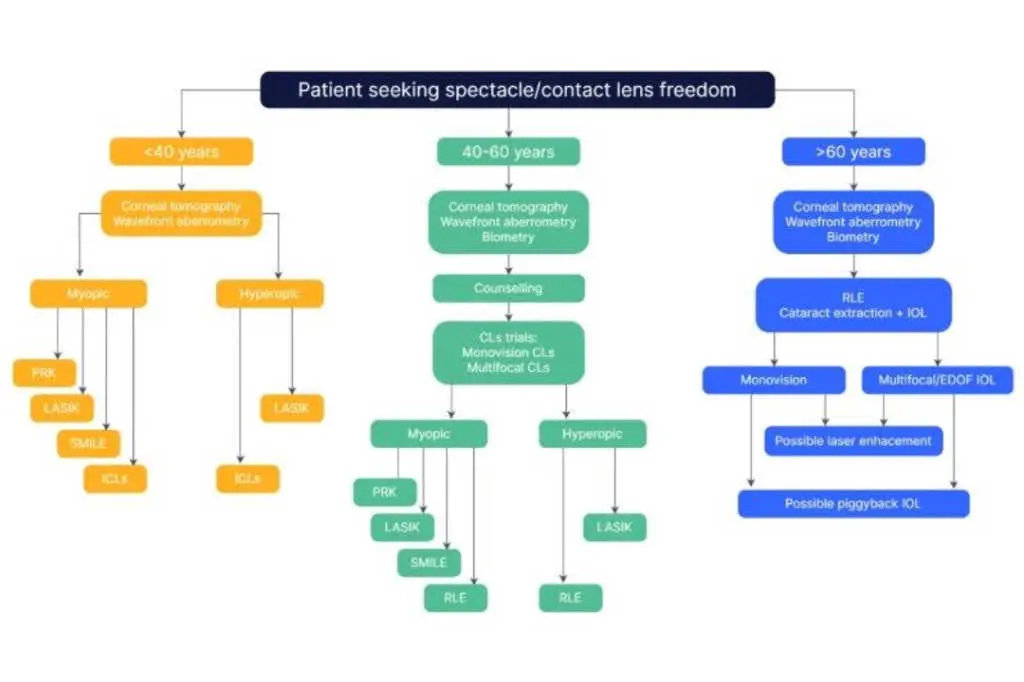 Patient seeking spectacle/contact lens freedom
<40 years
Corneal tomography
Wavefront aberrometry
Myopic
Hyperopic
PRK
LASIK
SMILE
ICLs
LASIK
ICLs
40-60 years
Corneal tomography
Wavefront aberrometry
Biometry
Counselling
CLs trials:
Monovision CLs
Multifocal CLs
Myopic
Hyperopic
PRK
LASIK
SMILE
RLE
LASIK
RLE
>60 years
Corneal tomography
Wavefront aberrometry
Biometry
RLE
Cataract extraction + IOL
Monovision
Multifocal/EDOF IOL
Possible laser enhacement
Possible piggyback IOL